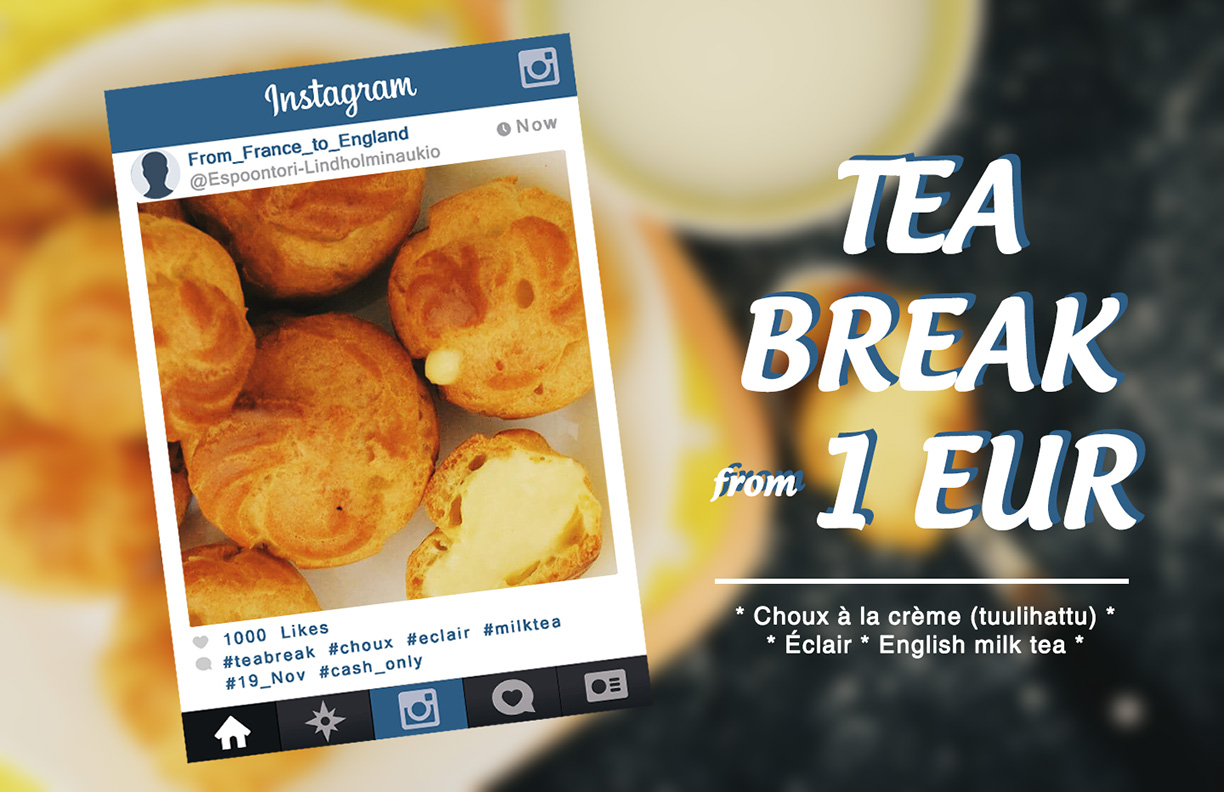 Instagram
From_France_to_England
Now
@Espoontori-Lindholminaukio
1000 Likes
#teabreak #choux #eclair #milktea
#19_Nov #cash_only
TEA
BREAK
from 1 EUR
* Choux à la crème (tuulihattu) *
* Éclair * English milk tea *